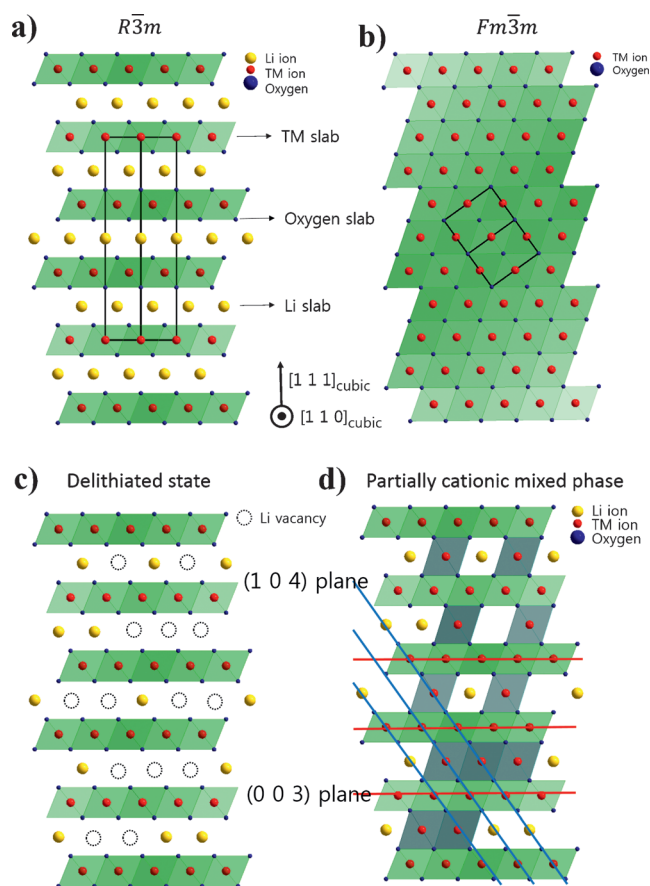 a)
R3̅m
Li ion
TM ion
Oxygen
TM slab
Oxygen slab
Li slab
b)
Fm3̅m
TM ion
Oxygen
[1 1 1]cubic
[1 1 0]cubic
c)
Delithiated state
Li vacancy
(1 0 4) plane
(0 0 3) plane
d)
Partially cationic mixed phase
Li ion
TM ion
Oxygen